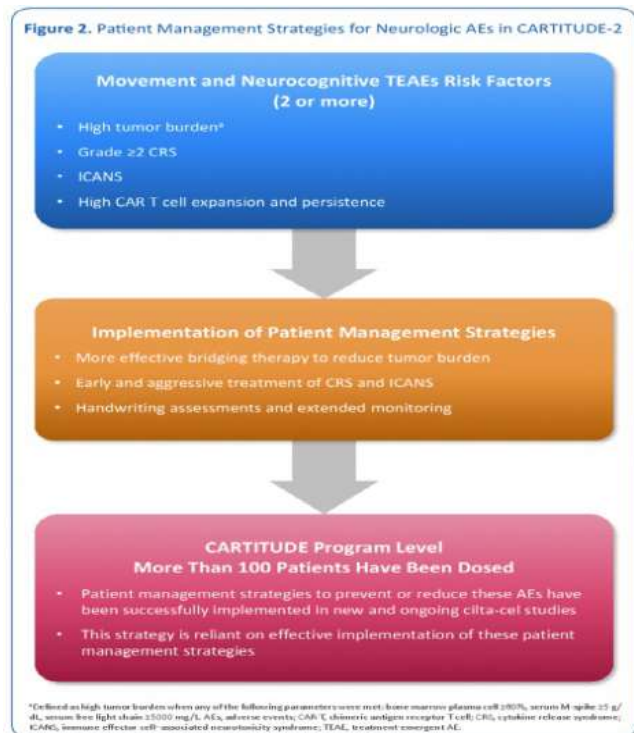 Figure 2. Patient Management Strategies for Neurologic AEs in CARTITUDE-2
Movement and Neurocognitive TEAEs Risk Factors
(2 or more)
• High tumor burdenª
• Grade ≥2 CRS
• ICANS
• High CAR T cell expansion and persistence
Implementation of Patient Management Strategies
• More effective bridging therapy to reduce tumor burden
• Early and aggressive treatment of CRS and ICANS
• Handwriting assessments and extended monitoring
CARTITUDE Program Level
More Than 100 Patients Have Been Dosed
• Patient management strategies to prevent or reduce these AEs have
been successfully implemented in new and ongoing cilta-cel studies
• This strategy is reliant on effective implementation of these patient
management strategies
ªDefined as high tumor burden when any of the following parameters were met: bone marrow plasma cell ≥80%, serum M-spike ≥5 g/
dL, serum free light chain ≥5000 mg/L. AEs, adverse events; CAR-T, chimeric antigen receptor T cell; CRS, cytokine release syndrome;
ICANS, immune effector cell-associated neurotoxicity syndrome; TEAE, treatment-emergent AE.